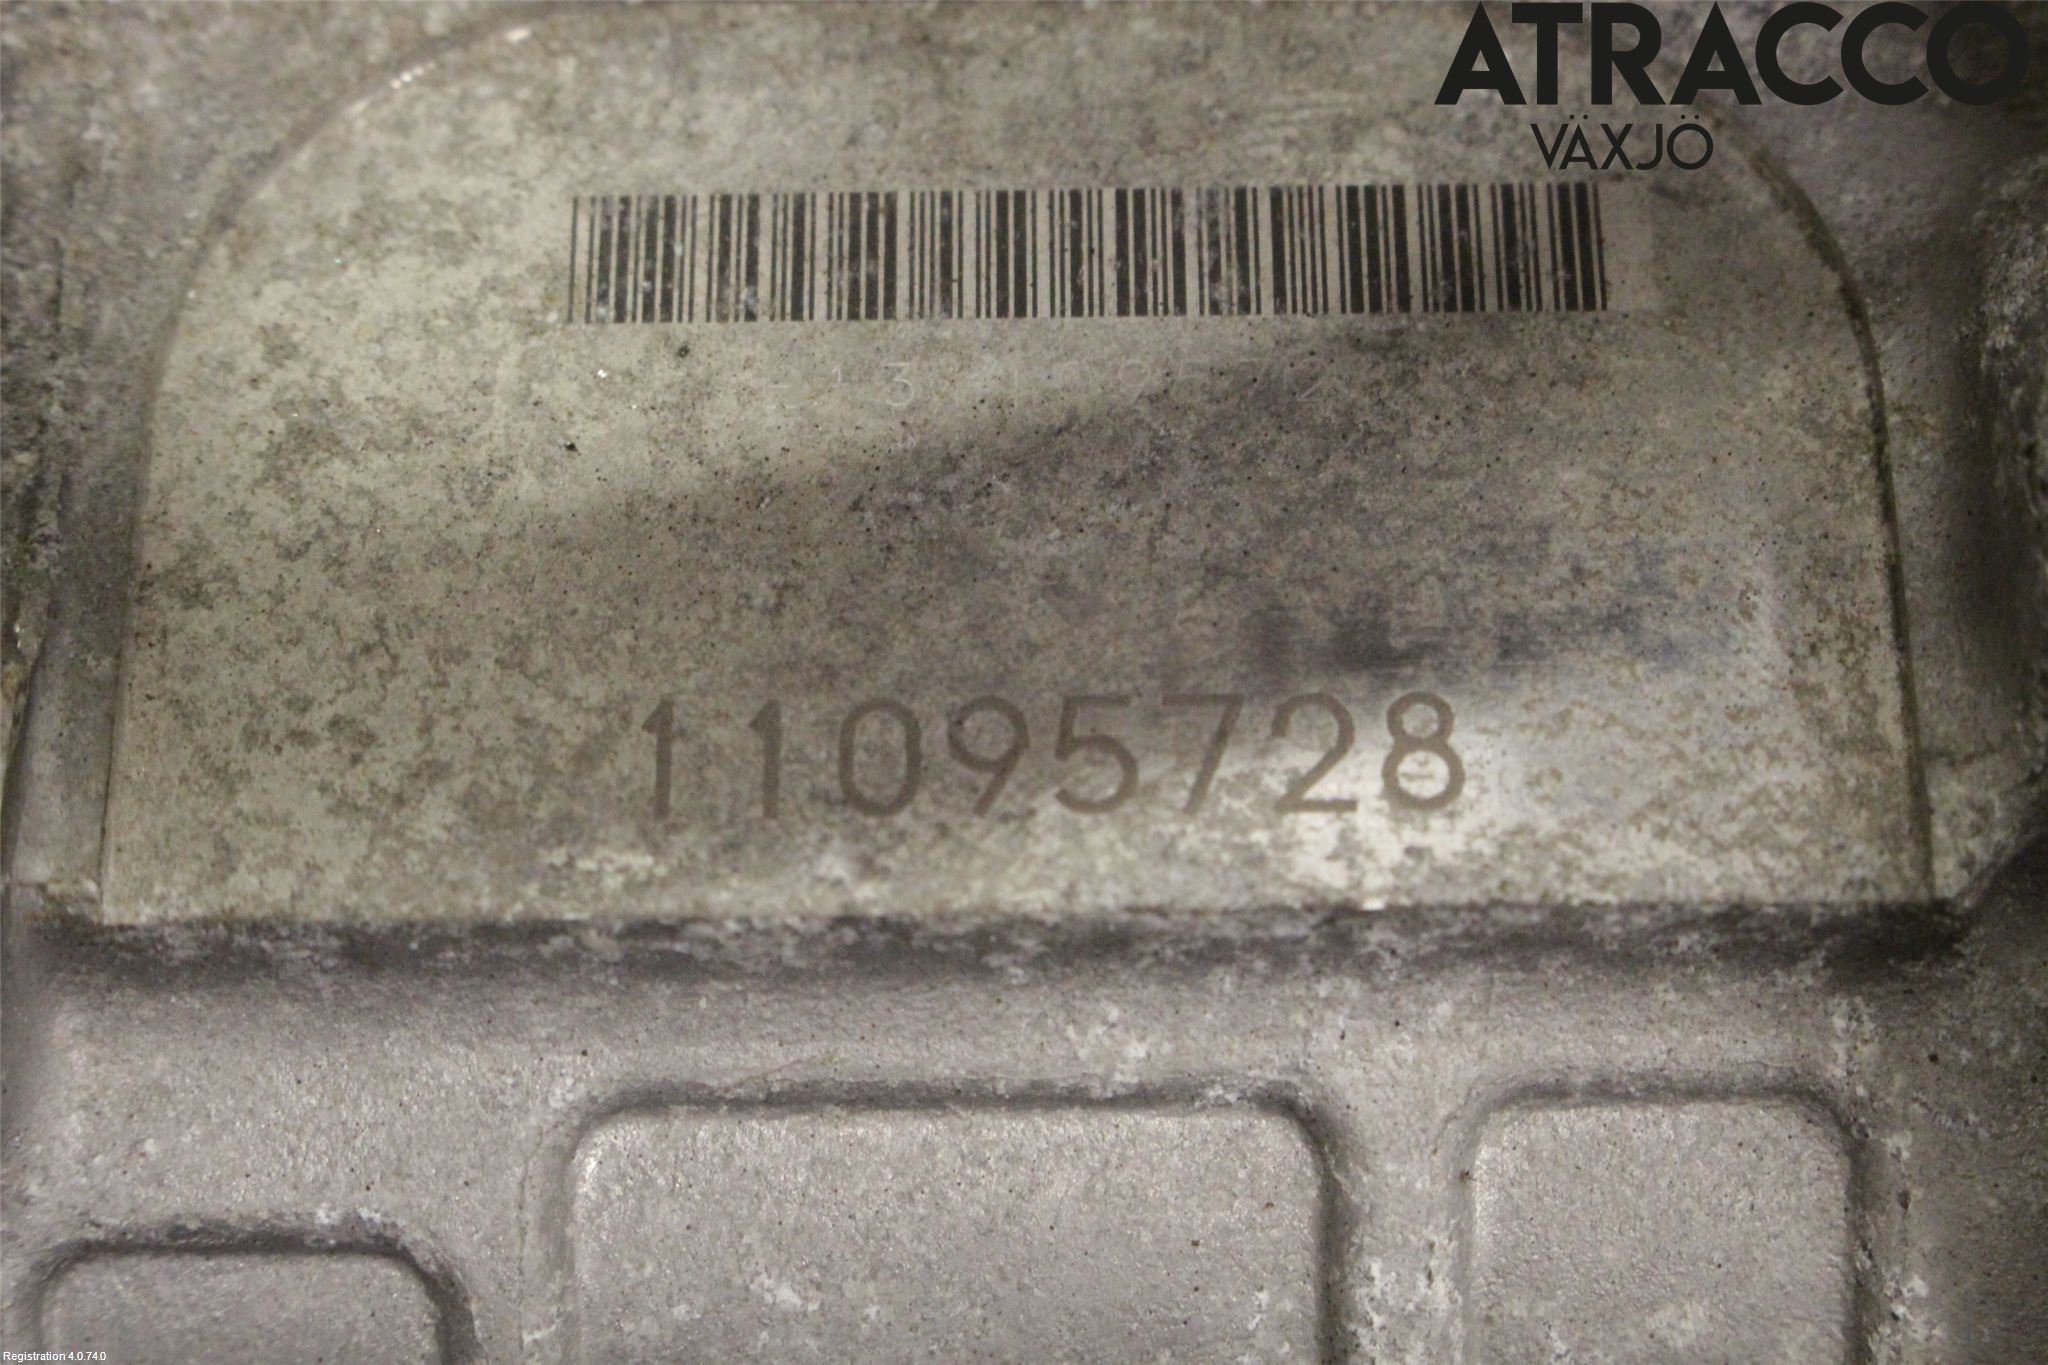 ATRACCO
VÄXJÖ
11095728
Registration 4.0.74.0